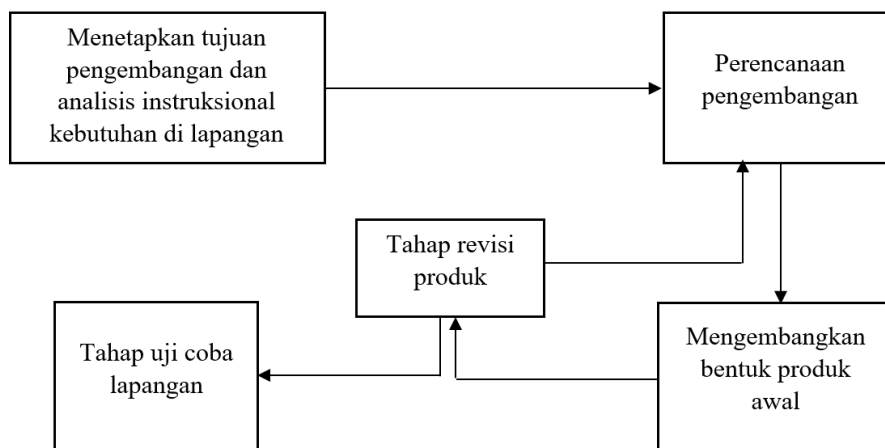 Menetapkan tujuan
pengembangan dan
analisis instruksional
kebutuhan di lapangan
Perencanaan
pengembangan
Tahap revisi
produk
Tahap uji coba
lapangan
Mengembangkan
bentuk produk
awal